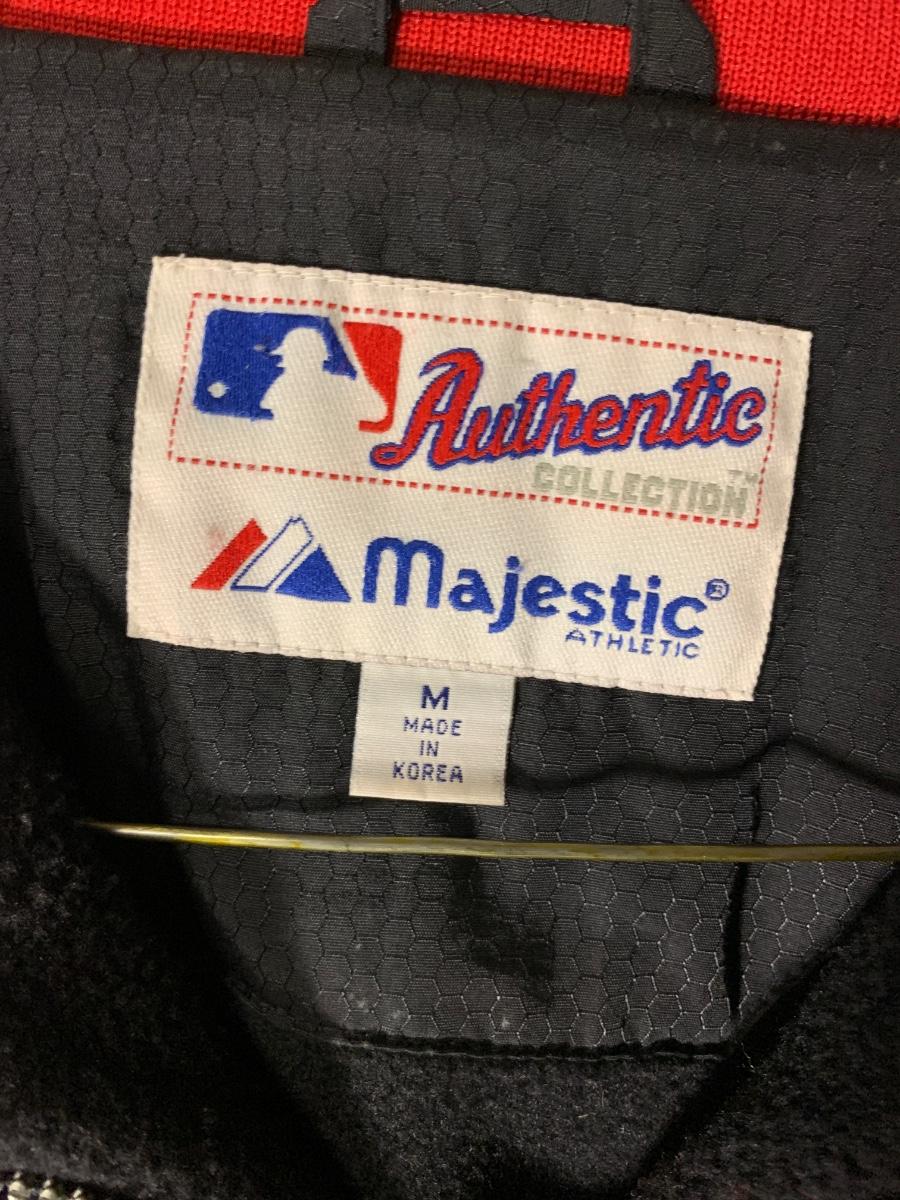 Authentic
COLLECTION™
Majestic®
ATHLETIC
M
MADE
IN
KOREA